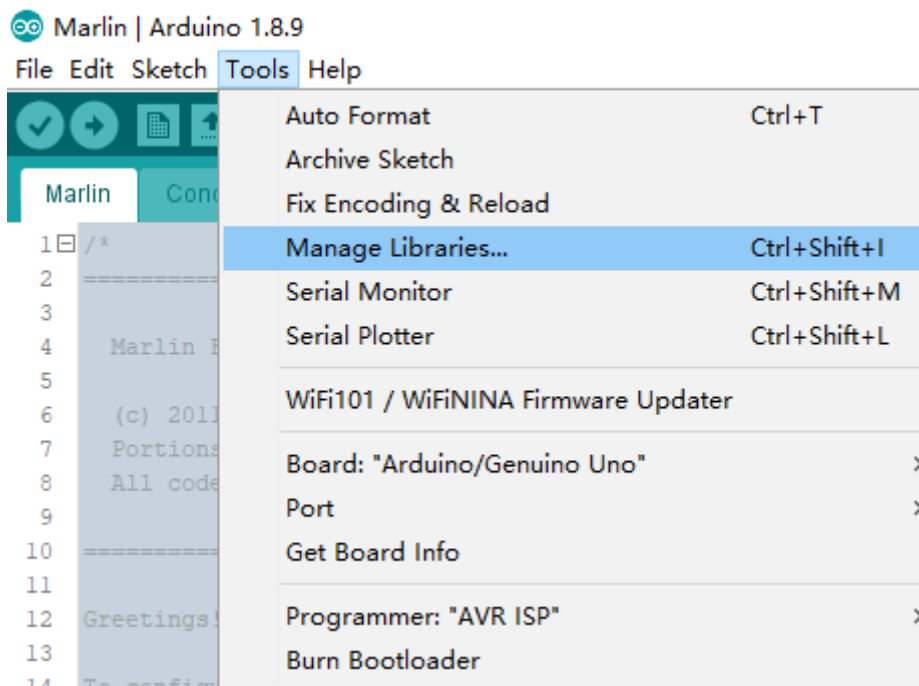 Marlin | Arduino 1.8.9
File Edit Sketch Tools Help
Auto Format Ctrl+T
Archive Sketch
Marlin
Fix Encoding & Reload
1 /*
Manage Libraries... Ctrl+Shift+I
2 ============
Serial Monitor Ctrl+Shift+M
3
4 Marlin
Serial Plotter Ctrl+Shift+L
5
6 (c) 2011
WiFi101 / WiFiNINA Firmware Updater
7 Portions
8 All code
Board: "Arduino/Genuino Uno"
9
Port
10 ============
Get Board Info
11
12 Greetings!
Programmer: "AVR ISP"
13
Burn Bootloader
14 To